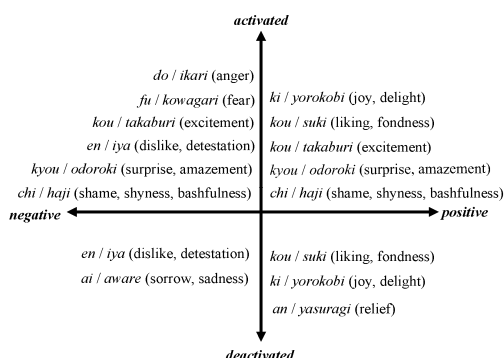 activated
do / ikari (anger)
fu / kowagari (fear)
kou / takaburi (excitement)
en / iya (dislike, detestation)
kyou / odoroki (surprise, amazement)
chi / haji (shame, shyness, bashfulness)
ki / yorokobi (joy, delight)
kou / suki (liking, fondness)
kou / takaburi (excitement)
kyou / odoroki (surprise, amazement)
chi / haji (shame, shyness, bashfulness)
negative
positive
en / iya (dislike, detestation)
ai / aware (sorrow, sadness)
kou / suki (liking, fondness)
ki / yorokobi (joy, delight)
an / yasuragi (relief)
deactivated